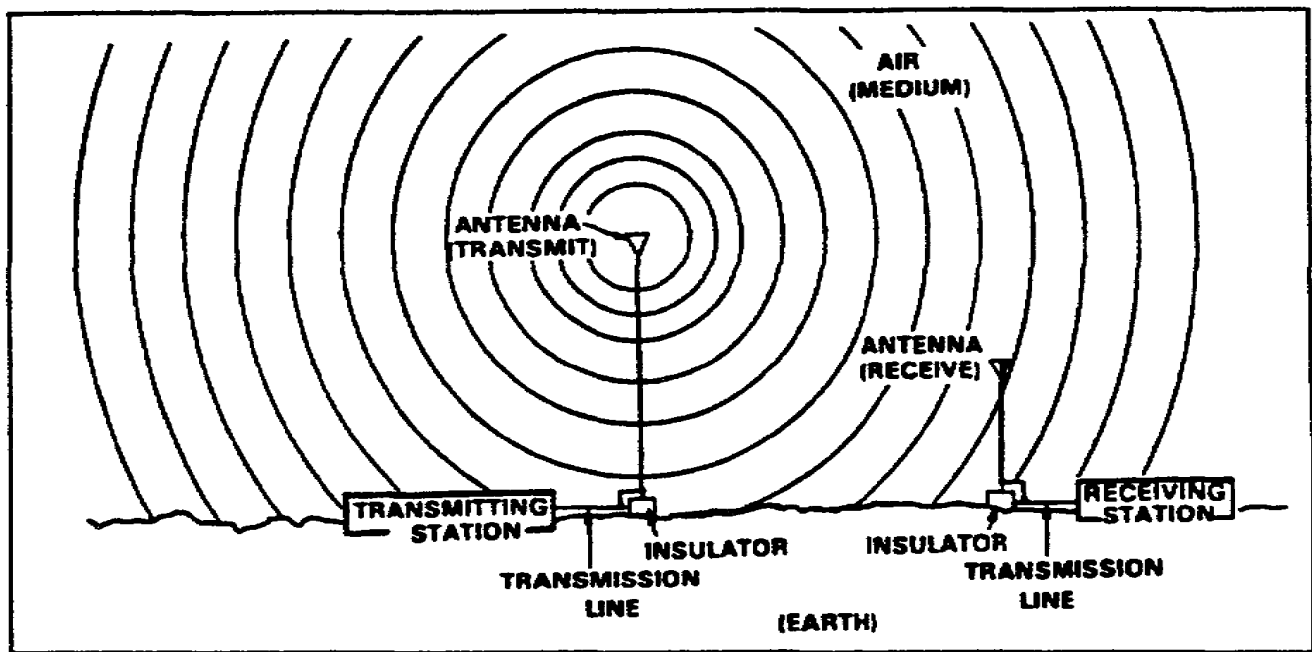 AIR
(MEDIUM)
ANTENNA
(TRANSMIT)
ANTENNA
(RECEIVE)
TRANSMITTING
STATION
RECEIVING
STATION
INSULATOR
INSULATOR
TRANSMISSION
LINE
TRANSMISSION
LINE
(EARTH)